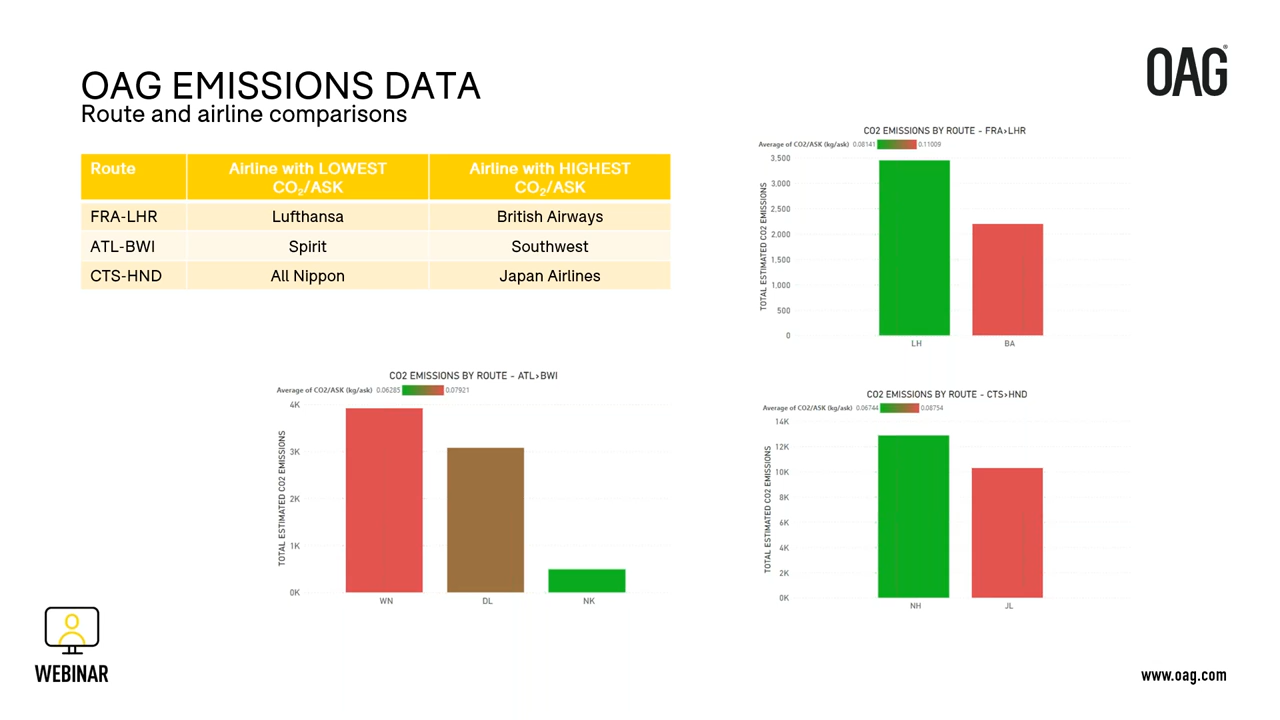 OAG EMISSIONS DATA
Route and airline comparisons
OAG®
Route Airline with LOWEST CO₂/ASK Airline with HIGHEST CO₂/ASK
FRA-LHR Lufthansa British Airways
ATL-BWI Spirit Southwest
CTS-HND All Nippon Japan Airlines
CO2 EMISSIONS BY ROUTE - FRA>LHR
Average of CO2/ASK (kg/ask) 0.08141 0.11009
TOTAL ESTIMATED CO2 EMISSIONS
3,500
3,000
2,500
2,000
1,500
1,000
500
0
LH BA
CO2 EMISSIONS BY ROUTE - ATL>BWI
Average of CO2/ASK (kg/ask) 0.06285 0.07921
TOTAL ESTIMATED CO2 EMISSIONS
4K
3K
2K
1K
0K
WN DL NK
CO2 EMISSIONS BY ROUTE - CTS>HND
Average of CO2/ASK (kg/ask) 0.06744 0.08754
TOTAL ESTIMATED CO2 EMISSIONS
14K
12K
10K
8K
6K
4K
2K
0K
NH JL
WEBINAR
www.oag.com